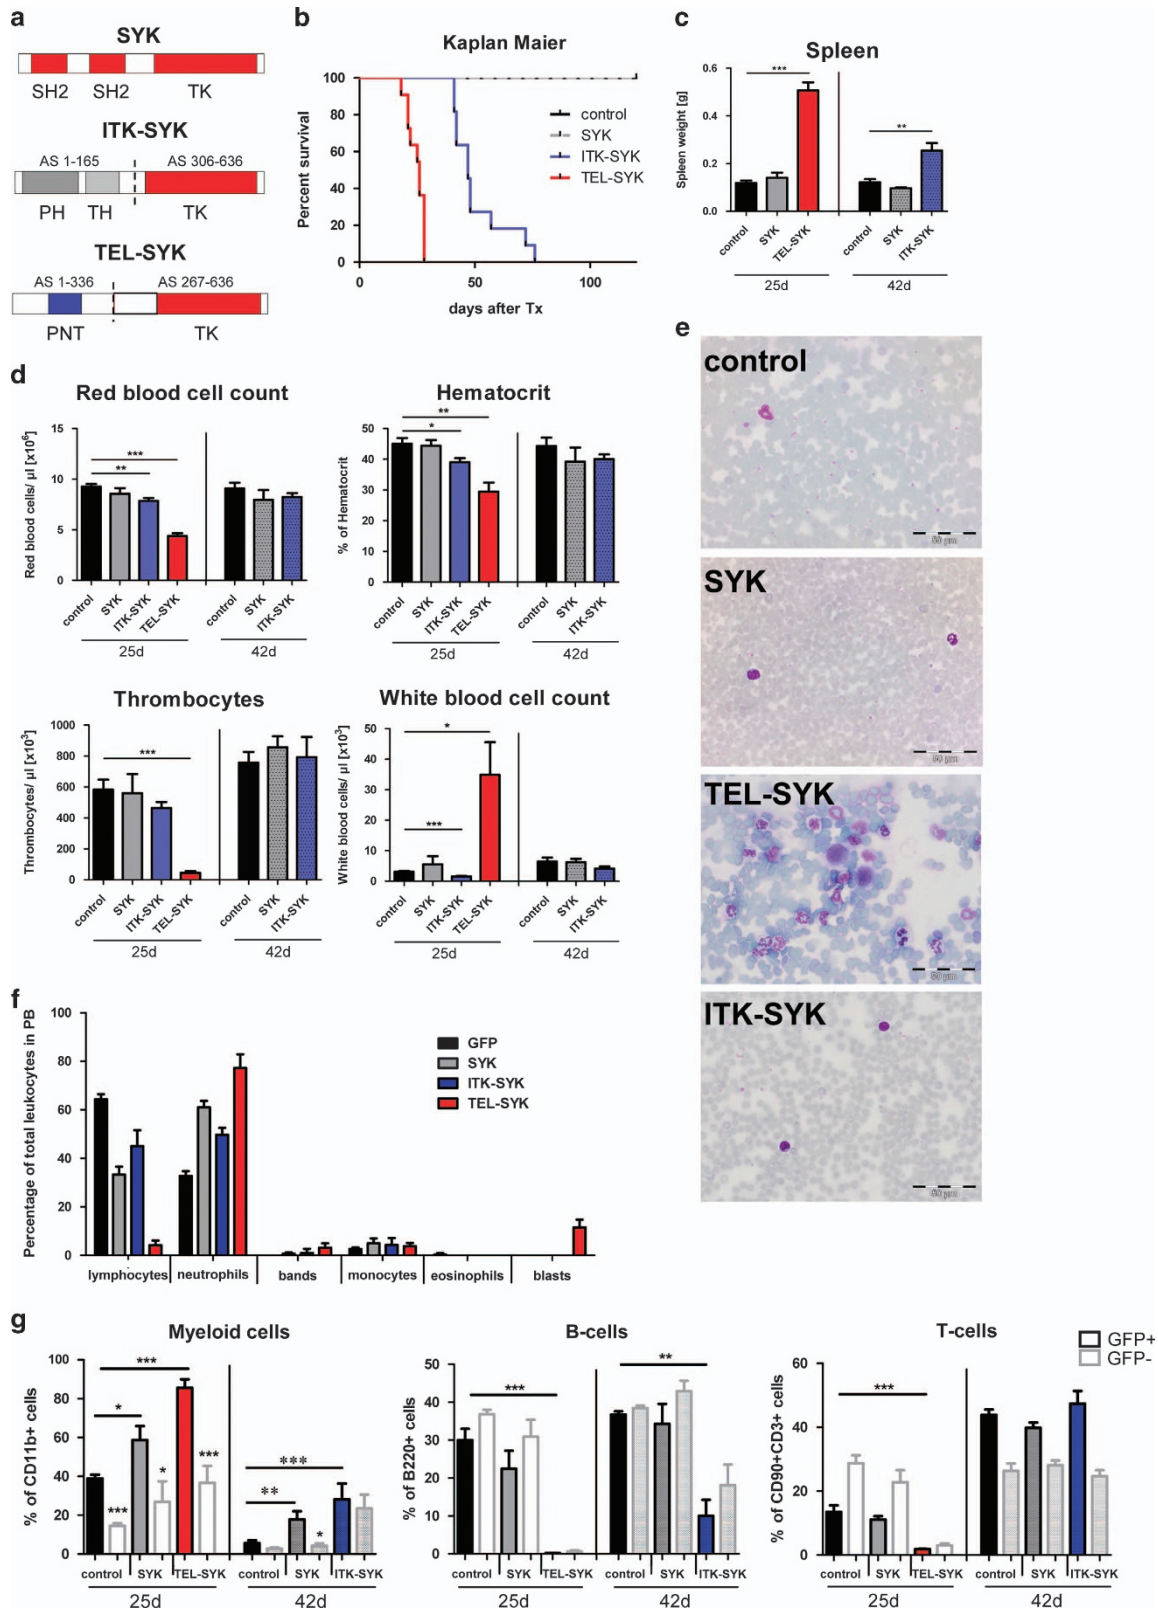 a
SYK
SH2 SH2 TK
ITK-SYK
AS 1-165 AS 306-636
PH TH TK
TEL-SYK
AS 1-336 AS 267-636
PNT TK
b
Kaplan Maier
Percent survival
100
80
60
40
20
0
0 50 100
days after Tx
control
SYK
ITK-SYK
TEL-SYK
c
Spleen
Spleen weight [g]
0.6
0.4
0.2
0.0
***
**
control SYK TEL-SYK control SYK ITK-SYK
25d 42d
d
Red blood cell count
Red blood cells/ µl [x10⁶]
15
10
5
0
***
**
control SYK ITK-SYK TEL-SYK control SYK ITK-SYK
25d 42d
Hematocrit
% of Hematocrit
50
40
30
20
10
0
**
*
control SYK ITK-SYK TEL-SYK control SYK ITK-SYK
25d 42d
Thrombocytes
Thrombocytes/ µl [x10³]
1000
800
600
400
200
0
***
control SYK ITK-SYK TEL-SYK control SYK ITK-SYK
25d 42d
White blood cell count
White blood cells/ µl [x10³]
50
40
30
20
10
0
*
***
control SYK ITK-SYK TEL-SYK control SYK ITK-SYK
25d 42d
e
control
50 µm
SYK
50 µm
TEL-SYK
50 µm
ITK-SYK
50 µm
f
Percentage of total leukocytes in PB
100
80
60
40
20
0
GFP
SYK
ITK-SYK
TEL-SYK
lymphocytes neutrophils bands monocytes eosinophils blasts
g
Myeloid cells
% of CD11b+ cells
100
80
60
40
20
0
***
*
***
*
***
***
**
*
control SYK TEL-SYK control SYK ITK-SYK
25d 42d
B-cells
% of B220+ cells
50
40
30
20
10
0
***
**
control SYK TEL-SYK control SYK ITK-SYK
25d 42d
T-cells
% of CD90+CD3+ cells
60
40
20
0
***
control SYK TEL-SYK control SYK ITK-SYK
25d 42d
GFP+
GFP-